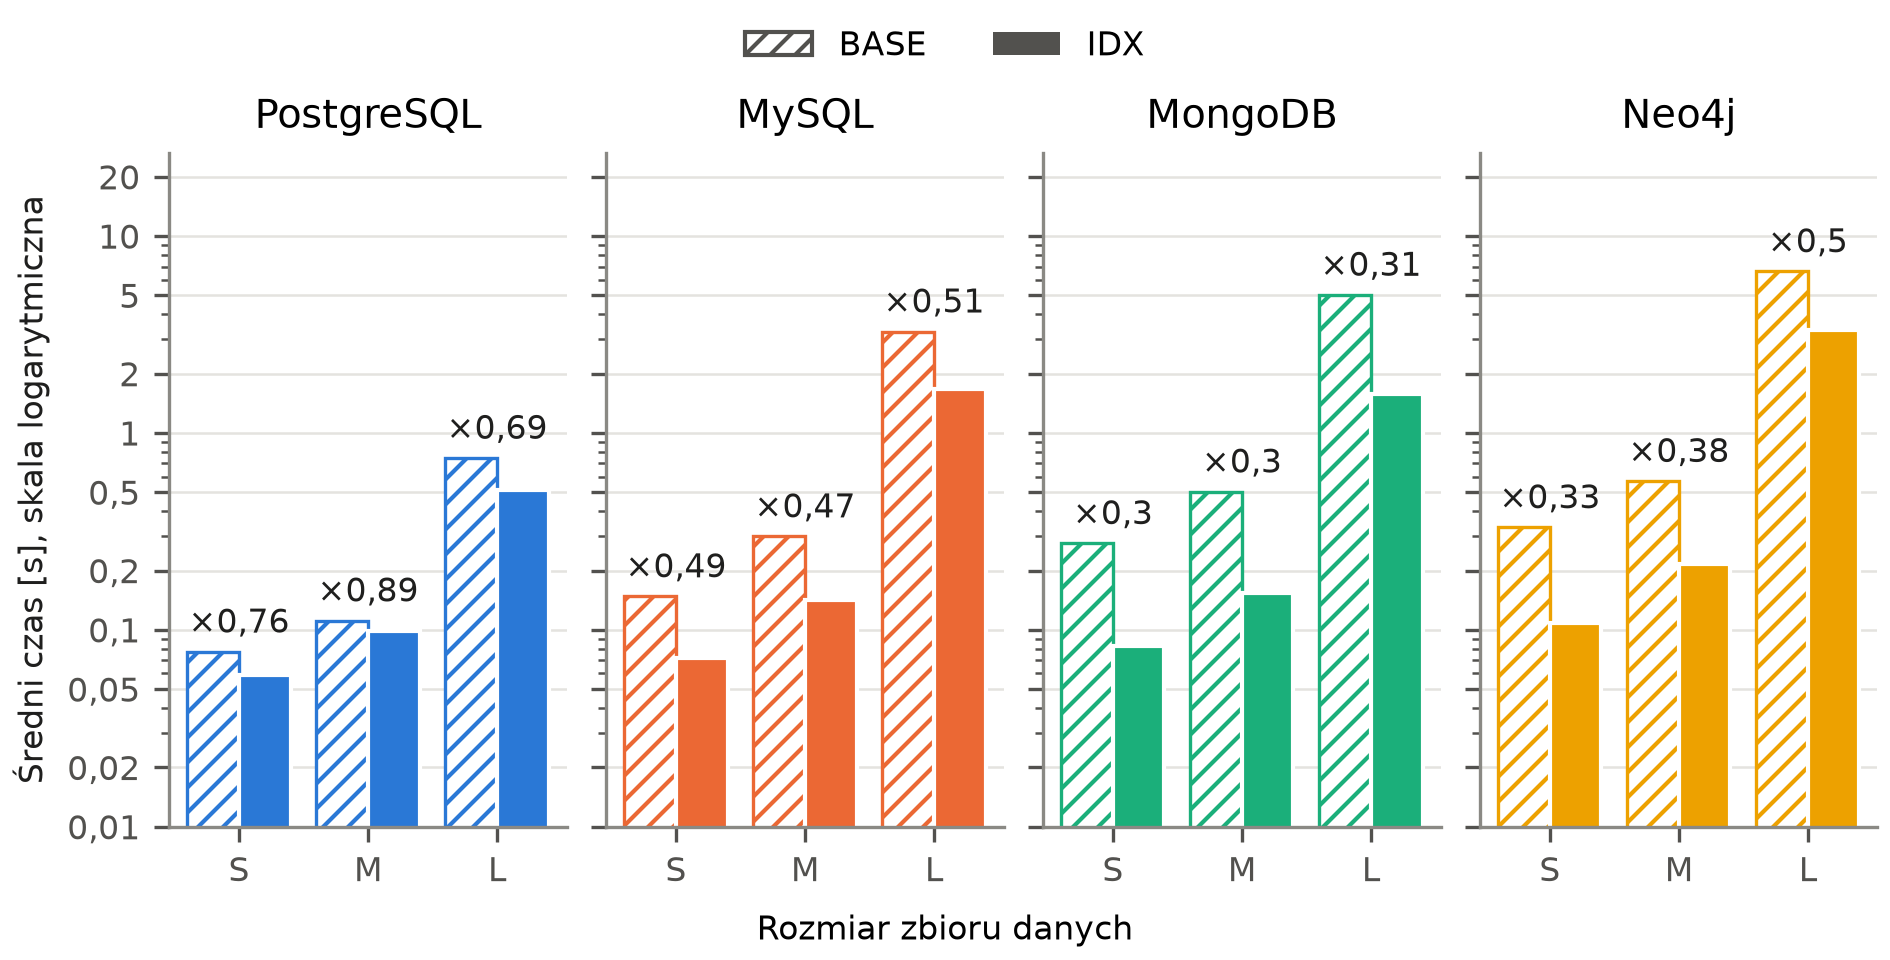 BASE IDX
PostgreSQL MySQL MongoDB Neo4j
Średni czas [s], skala logarytmiczna
20
10
5
2
1
0,5
0,2
0,1
0,05
0,02
0,01
×0,76 ×0,89 ×0,69
×0,49 ×0,47 ×0,51
×0,3 ×0,3 ×0,31
×0,33 ×0,38 ×0,5
S M L S M L S M L S M L
Rozmiar zbioru danych